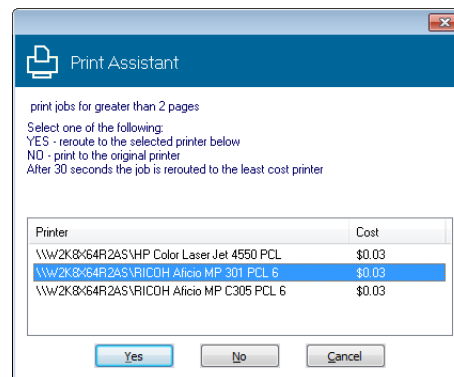 Print Assistant
print jobs for greater than 2 pages
Select one of the following:
YES - reroute to the selected printer below
NO - print to the original printer
After 30 seconds the job is rerouted to the least cost printer
Printer Cost
\\W2K8X64R2AS\HP Color LaserJet 4550 PCL $0.03
\\W2K8X64R2AS\RICOH Aficio MP 301 PCL 6 $0.03
\\W2K8X64R2AS\RICOH Aficio MP C305 PCL 6 $0.03
Yes No Cancel